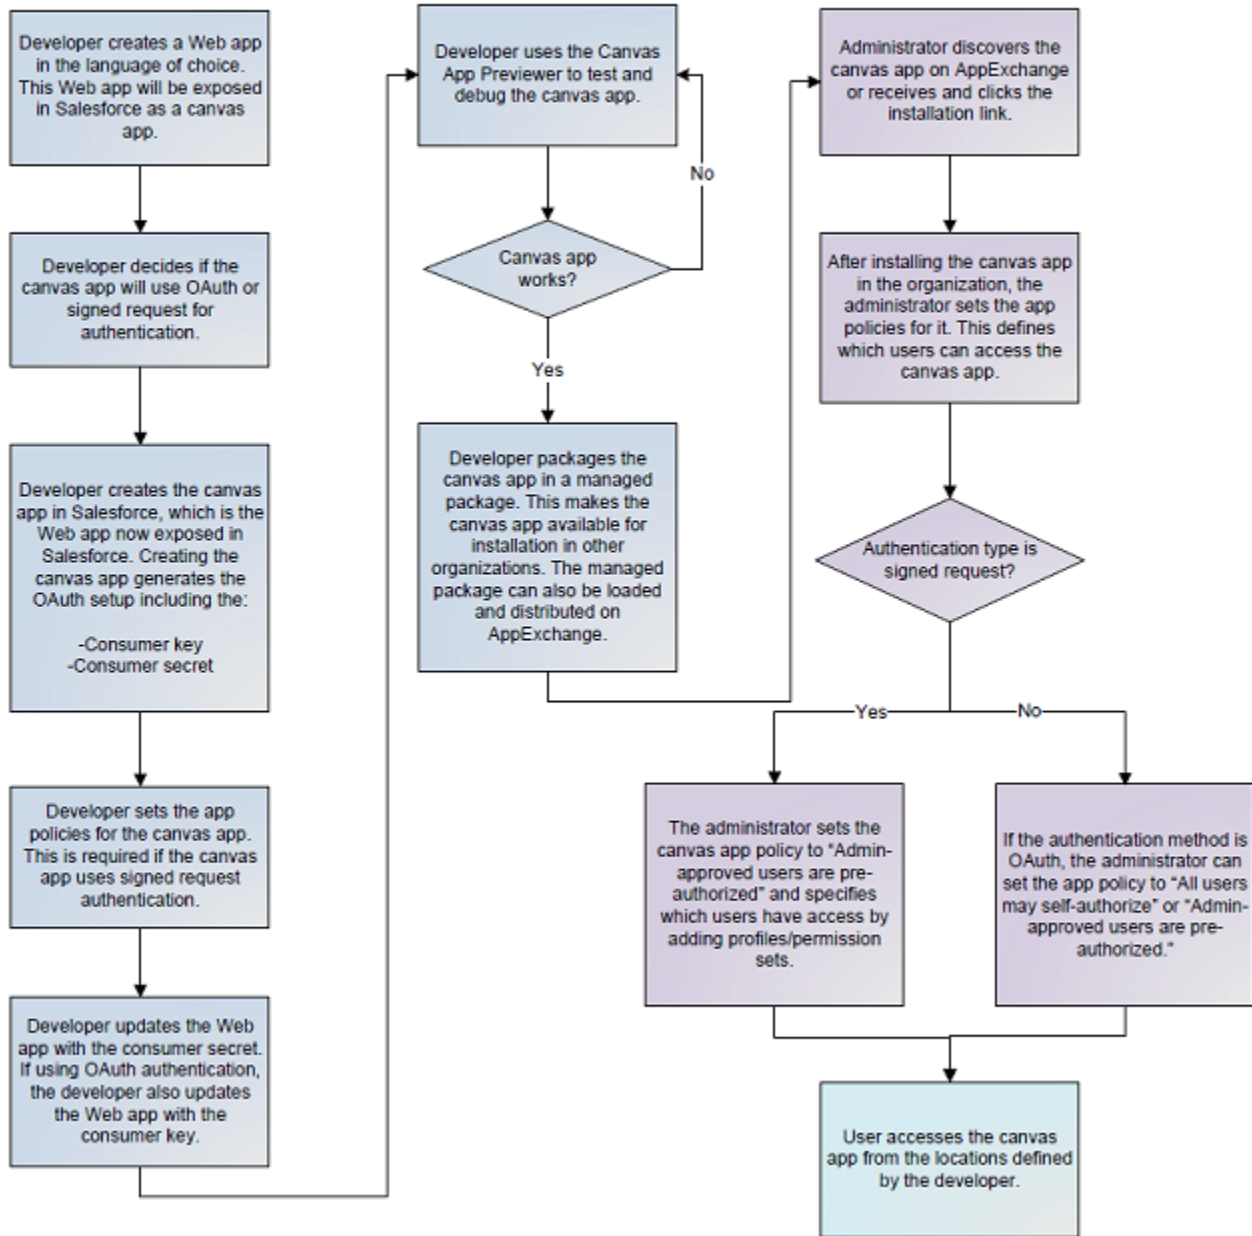 Developer creates a Web app
in the language of choice.
This Web app will be exposed
in Salesforce as a canvas
app.
Developer decides if the
canvas app will use OAuth or
signed request for
authentication.
Developer creates the canvas
app in Salesforce, which is the
Web app now exposed in
Salesforce. Creating the
canvas app generates the
OAuth setup including the:
-Consumer key
-Consumer secret
Developer sets the app
policies for the canvas app.
This is required if the canvas
app uses signed request
authentication.
Developer updates the Web
app with the consumer secret.
If using OAuth authentication,
the developer also updates
the Web app with the
consumer key.
Developer uses the Canvas
App Previewer to test and
debug the canvas app.
No
Canvas app
works?
Yes
Developer packages the
canvas app in a managed
package. This makes the
canvas app available for
installation in other
organizations. The managed
package can also be loaded
and distributed on
AppExchange.
Administrator discovers the
canvas app on AppExchange
or receives and clicks the
installation link.
After installing the canvas app
in the organization, the
administrator sets the app
policies for it. This defines
which users can access the
canvas app.
Authentication type is
signed request?
Yes
No
The administrator sets the
canvas app policy to “Admin-
approved users are pre-
authorized” and specifies
which users have access by
adding profiles/permission
sets.
If the authentication method is
OAuth, the administrator can
set the app policy to “All users
may self-authorize” or “Admin-
approved users are pre-
authorized."
User accesses the canvas
app from the locations defined
by the developer.